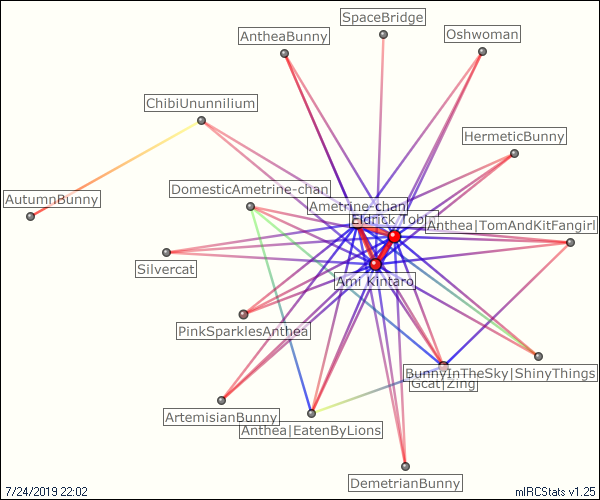 SpaceBridge
AntheaBunny
Oshwoman
ChibiUnunnilium
HermeticBunny
DomesticAmetrine-chan
AutumnBunny
Ametrine-chan
Eldrick Tobin
Anthea|TomAndKitFangirl
Silvercat
Ami Kintaro
PinkSparklesAnthea
BunnyInTheSky|ShinyThings
Gcat|Zing
ArtemisianBunny
Anthea|EatenByLions
DemetrianBunny
7/24/2019 22:02
mIRCStats v1.25